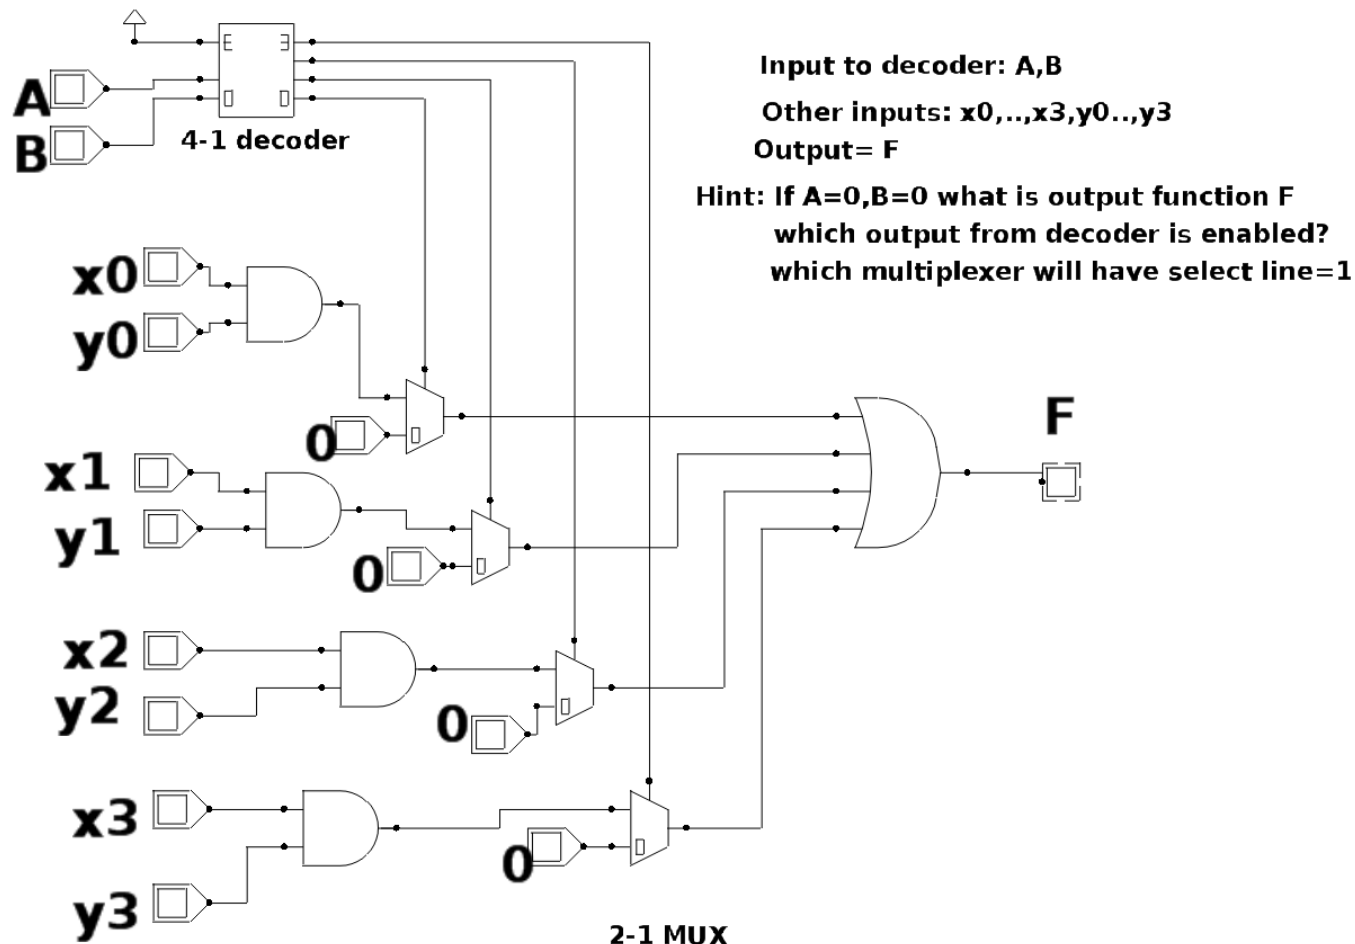 A
B
4-1 decoder
Input to decoder: A,B
Other inputs: x0,..,x3,y0..,y3
Output= F
Hint: If A=0,B=0 what is output function F
which output from decoder is enabled?
which multiplexer will have select line=1
x0
y0
0
F
x1
y1
0
x2
y2
0
x3
0
y3
2-1 MUX